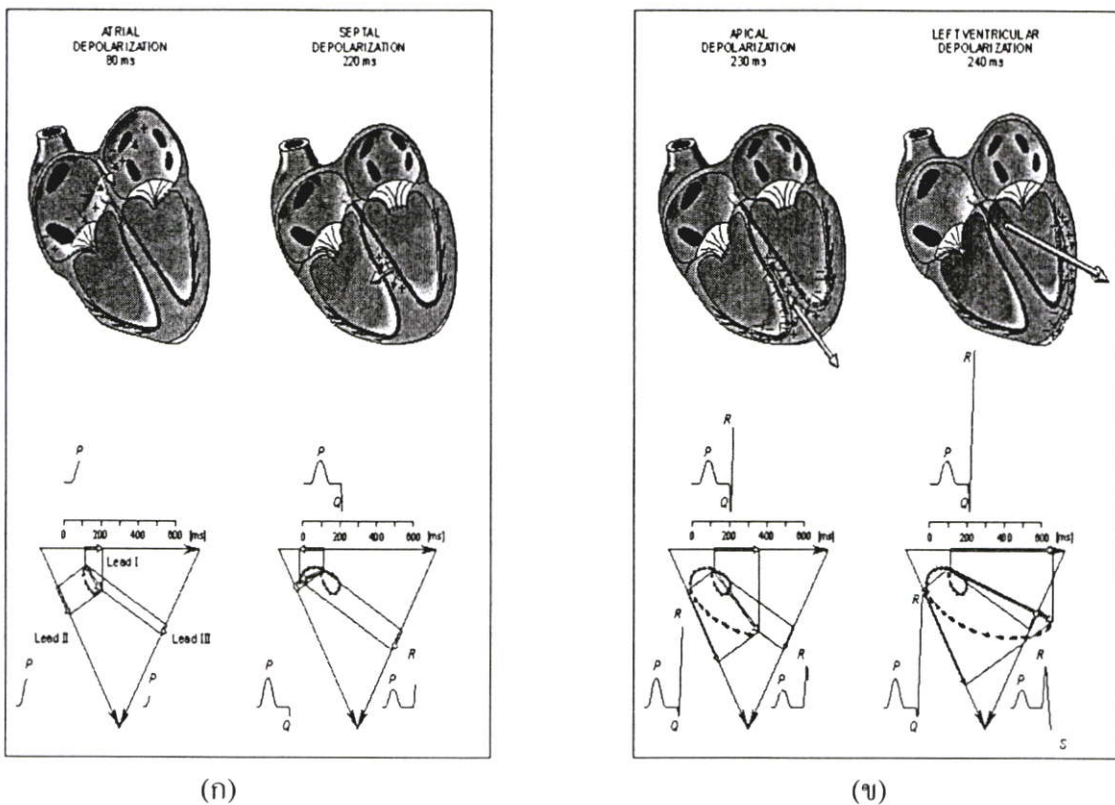 ATRIAL
DEPOLARIZATION
80 ms
SEPTAL
DEPOLARIZATION
220 ms
P
P
Q
0 200 400 600 [ms]
0 200 400 600 [ms]
Lead I
Lead II
Lead III
R
P
P
P
Q
P
(ก)
APICAL
DEPOLARIZATION
230 ms
LEFT VENTRICULAR
DEPOLARIZATION
240 ms
R
R
P
Q
P
Q
0 200 400 600 [ms]
0 200 400 600 [ms]
R
R
P
Q
R
P
P
Q
R
P
S
(ข)